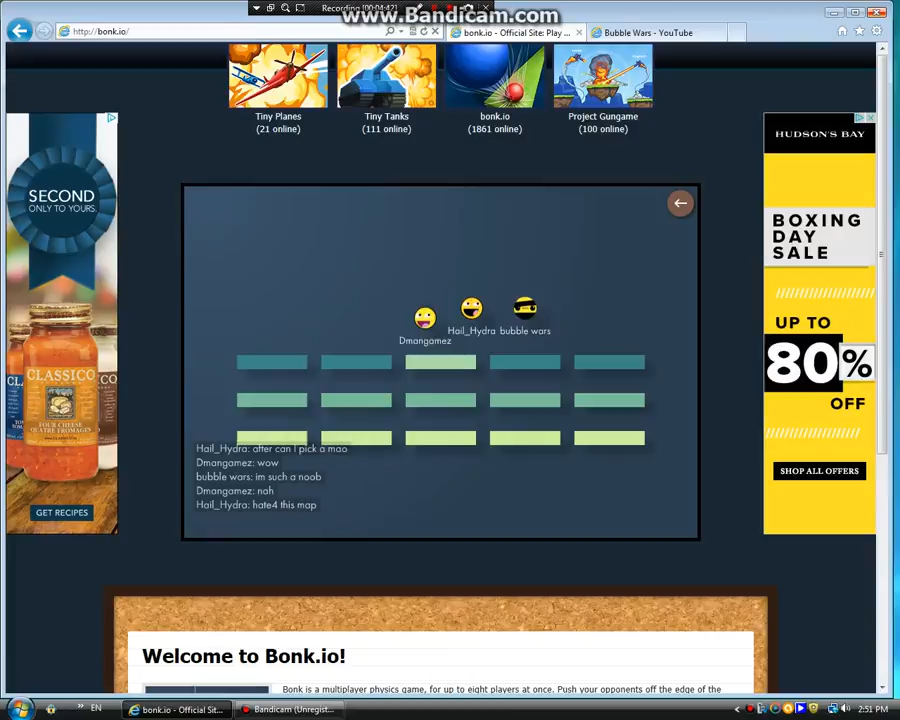 Recording [00:04:42]
www.Bandicam.com
http://bonk.io/
bonk.io - Official Site: Play ...
Bubble Wars - YouTube
Tiny Planes
(21 online)
Tiny Tanks
(111 online)
bonk.io
(1861 online)
Project Gungame
(100 online)
SECOND
ONLY TO YOURS.
CLASSICO
FOUR CHEESE
QUATRE FROMAGES
GET RECIPES
HUDSON'S BAY
BOXING
DAY
SALE
UP TO
80%
OFF
SHOP ALL OFFERS
Dmangamez
Hail_Hydra
bubble wars
Hail_Hydra: after can I pick a mao
Dmangamez: wow
bubble wars: im such a noob
Dmangamez: nah
Hail_Hydra: hate4 this map
Welcome to Bonk.io!
Bonk is a multiplayer physics game, for up to eight players at once. Push your opponents off the edge of the
EN
bonk.io - Official Sit...
Bandicam (Unregist...
2:51 PM